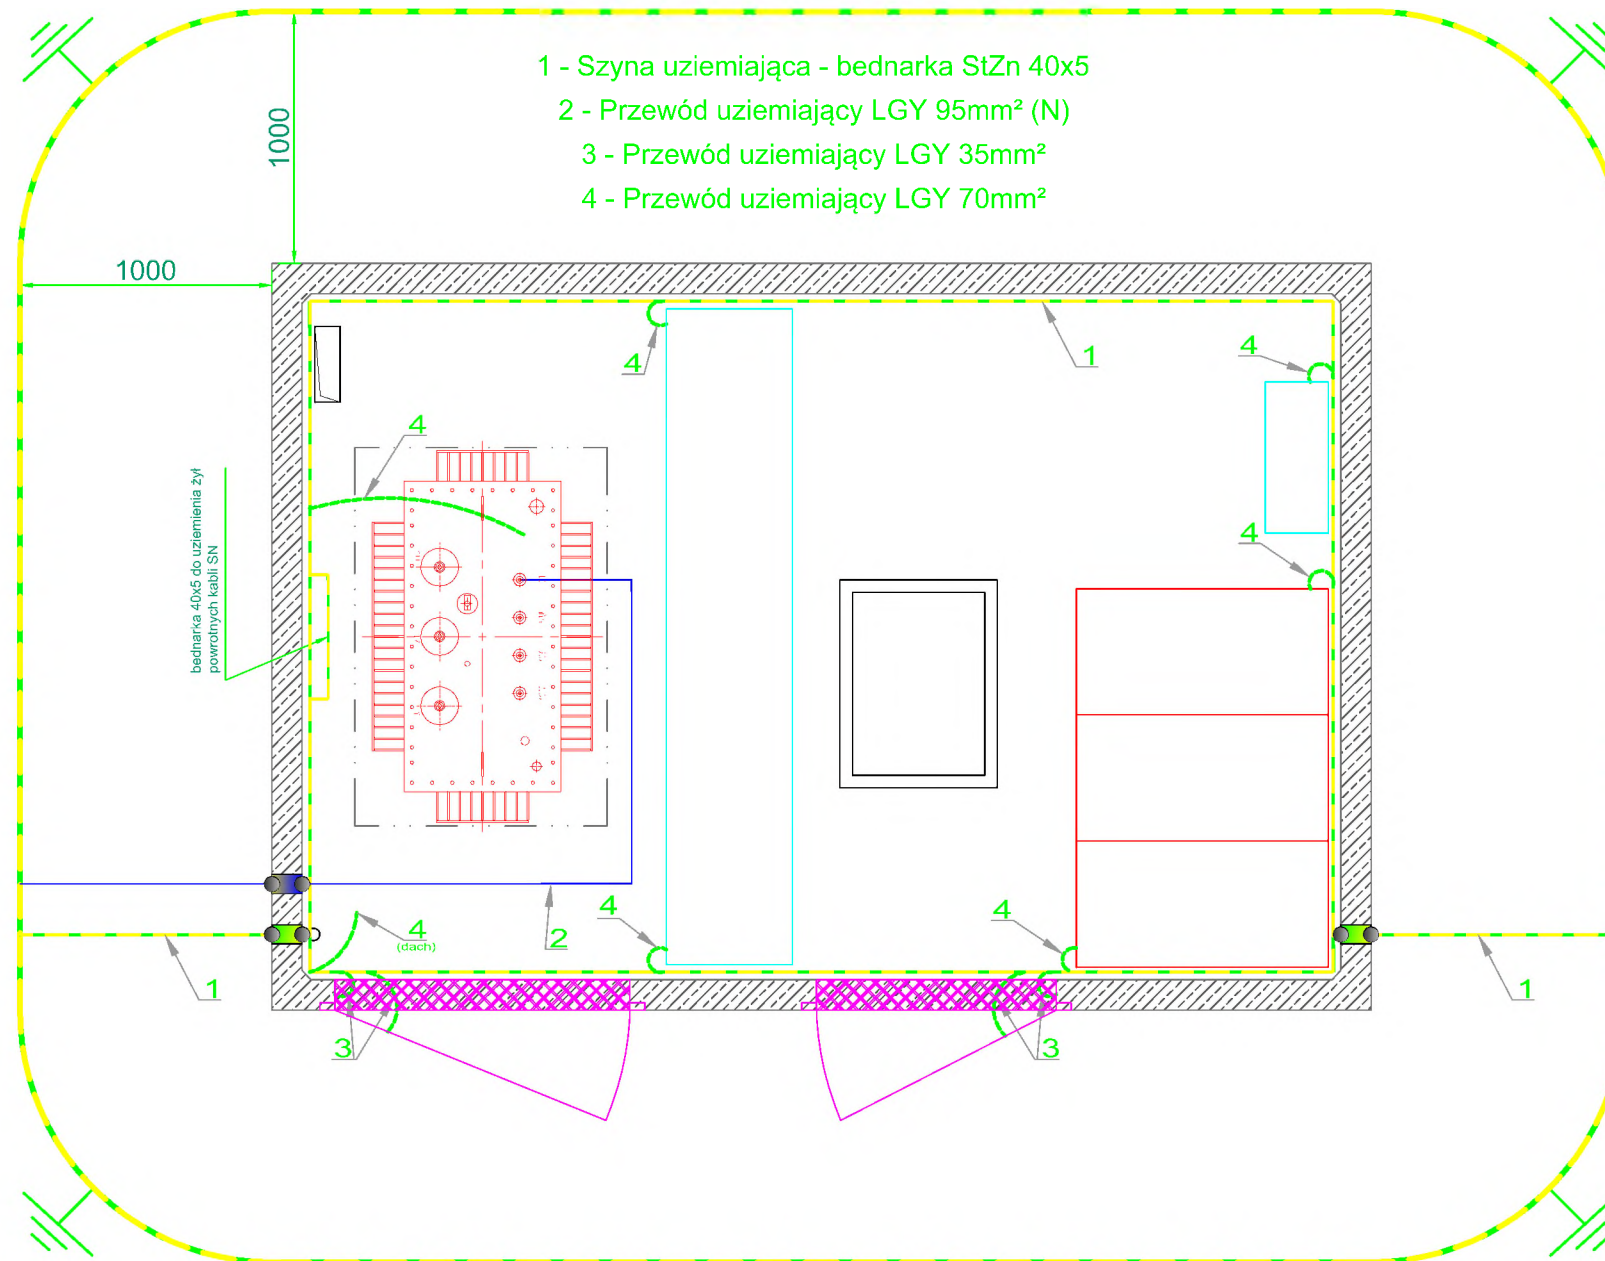 1 - Szyna uziemiająca - bednarka StZn 40x5
2 - Przewód uziemiający LGY 95mm² (N)
3 - Przewód uziemiający LGY 35mm²
4 - Przewód uziemiający LGY 70mm²
1000
1000
4
1
4
4
4
bednarka 40x5 do uziemienia żył
powrotnych kabli SN
4
4
4
(dach)
2
1
1
3
3